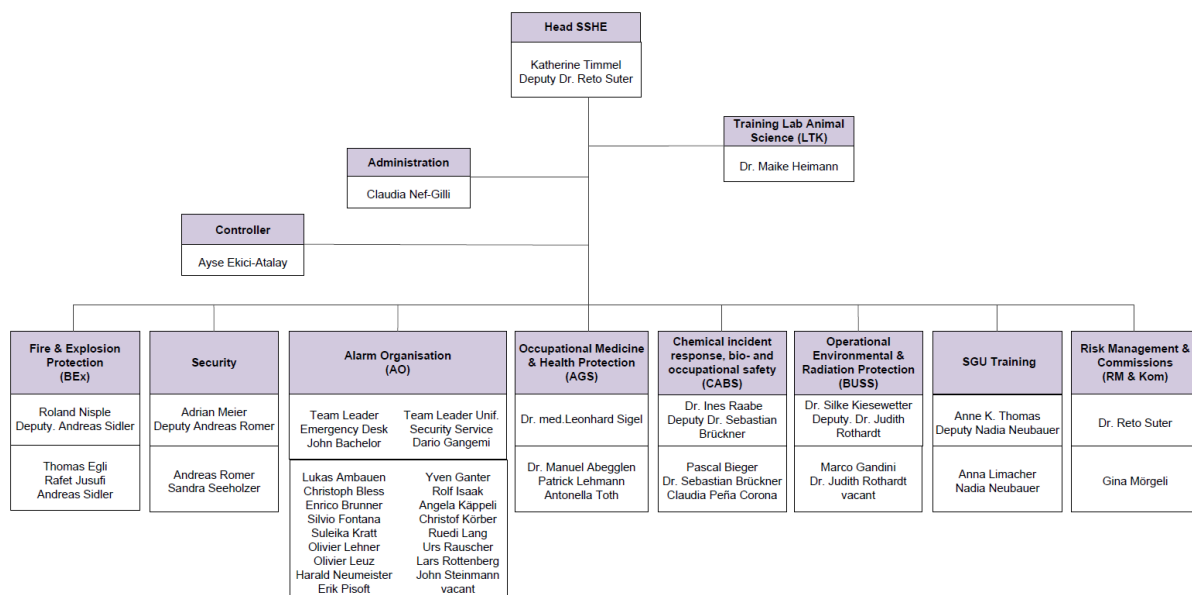 Head SSHE
Katherine Timmel
Deputy Dr. Reto Suter
Training Lab Animal
Science (LTK)
Dr. Maike Heimann
Administration
Claudia Nef-Gilli
Controller
Ayse Ekici-Atalay
Fire & Explosion
Protection
(BEx)
Roland Nisple
Deputy. Andreas Sidler
Thomas Egli
Rafet Jusufi
Andreas Sidler
Security
Adrian Meier
Deputy Andreas Romer
Andreas Romer
Sandra Seeholzer
Alarm Organisation
(AO)
Team Leader
Emergency Desk
John Bachelor
Team Leader Unif.
Security Service
Dario Gangemi
Lukas Ambauen
Christoph Bless
Enrico Brunner
Silvio Fontana
Suleika Kratt
Olivier Lehner
Olivier Leuz
Harald Neumeister
Erik Pisoft
Yven Ganter
Rolf Isaak
Angela Käppeli
Christof Körber
Ruedi Lang
Urs Rauscher
Lars Rottenberg
John Steinmann
vacant
Occupational Medicine
& Health Protection
(AGS)
Dr. med.Leonhard Sigel
Dr. Manuel Abegglen
Patrick Lehmann
Antonella Toth
Chemical incident
response, bio- and
occupational safety
(CABS)
Dr. Ines Raabe
Deputy Dr. Sebastian
Brückner
Pascal Bieger
Dr. Sebastian Brückner
Claudia Peña Corona
Operational
Environmental &
Radiation Protection
(BUSS)
Dr. Silke Kiesewetter
Deputy. Dr. Judith
Rothardt
Marco Gandini
Dr. Judith Rothardt
vacant
SGU Training
Anne K. Thomas
Deputy Nadia Neubauer
Anna Limacher
Nadia Neubauer
Risk Management &
Commissions
(RM & Kom)
Dr. Reto Suter
Gina Mörgeli